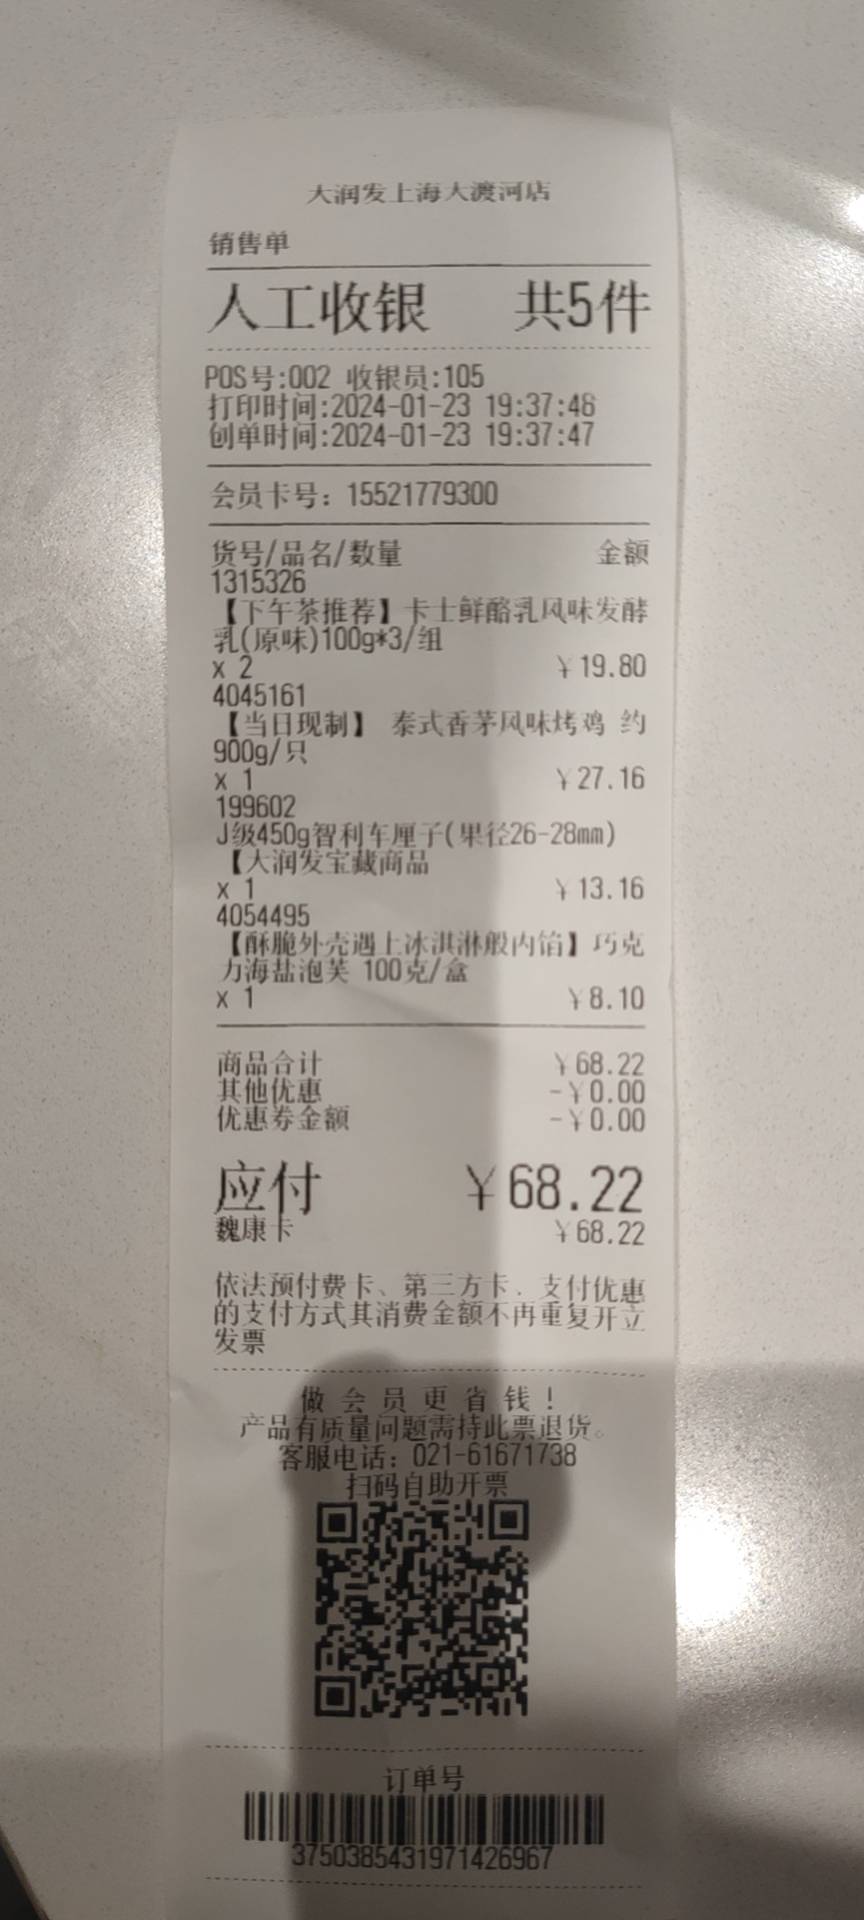 大润发上海大渡河店
销售单
人工收银 共5件
POS号:002 收银员:105
打印时间:2024-01-23 19:37:48
创单时间:2024-01-23 19:37:47
会员卡号：15521779300
货号/品名/数量 金额
1315326
【下午茶推荐】卡士鲜酪乳风味发酵
乳(原味)100g*3/组
x 2 ￥19.80
4045161
【当日现制】 泰式香茅风味烤鸡 约
900g/只
x 1 ￥27.16
199602
J级450g智利车厘子(果径26-28mm)
【大润发宝藏商品
x 1 ￥13.16
4054495
【酥脆外壳遇上冰淇淋般内馅】巧克
力海盐泡芙 100克/盒
x 1 ￥8.10
商品合计 ￥68.22
其他优惠 -￥0.00
优惠券金额 -￥0.00
应付 ￥68.22
魏康卡 ￥68.22
依法预付费卡、第三方卡、支付优惠
的支付方式其消费金额不再重复开立
发票
做会员更省钱！
产品有质量问题需持此票退货。
客服电话：021-61671738
扫码自助开票
订单号
3750385431971426967